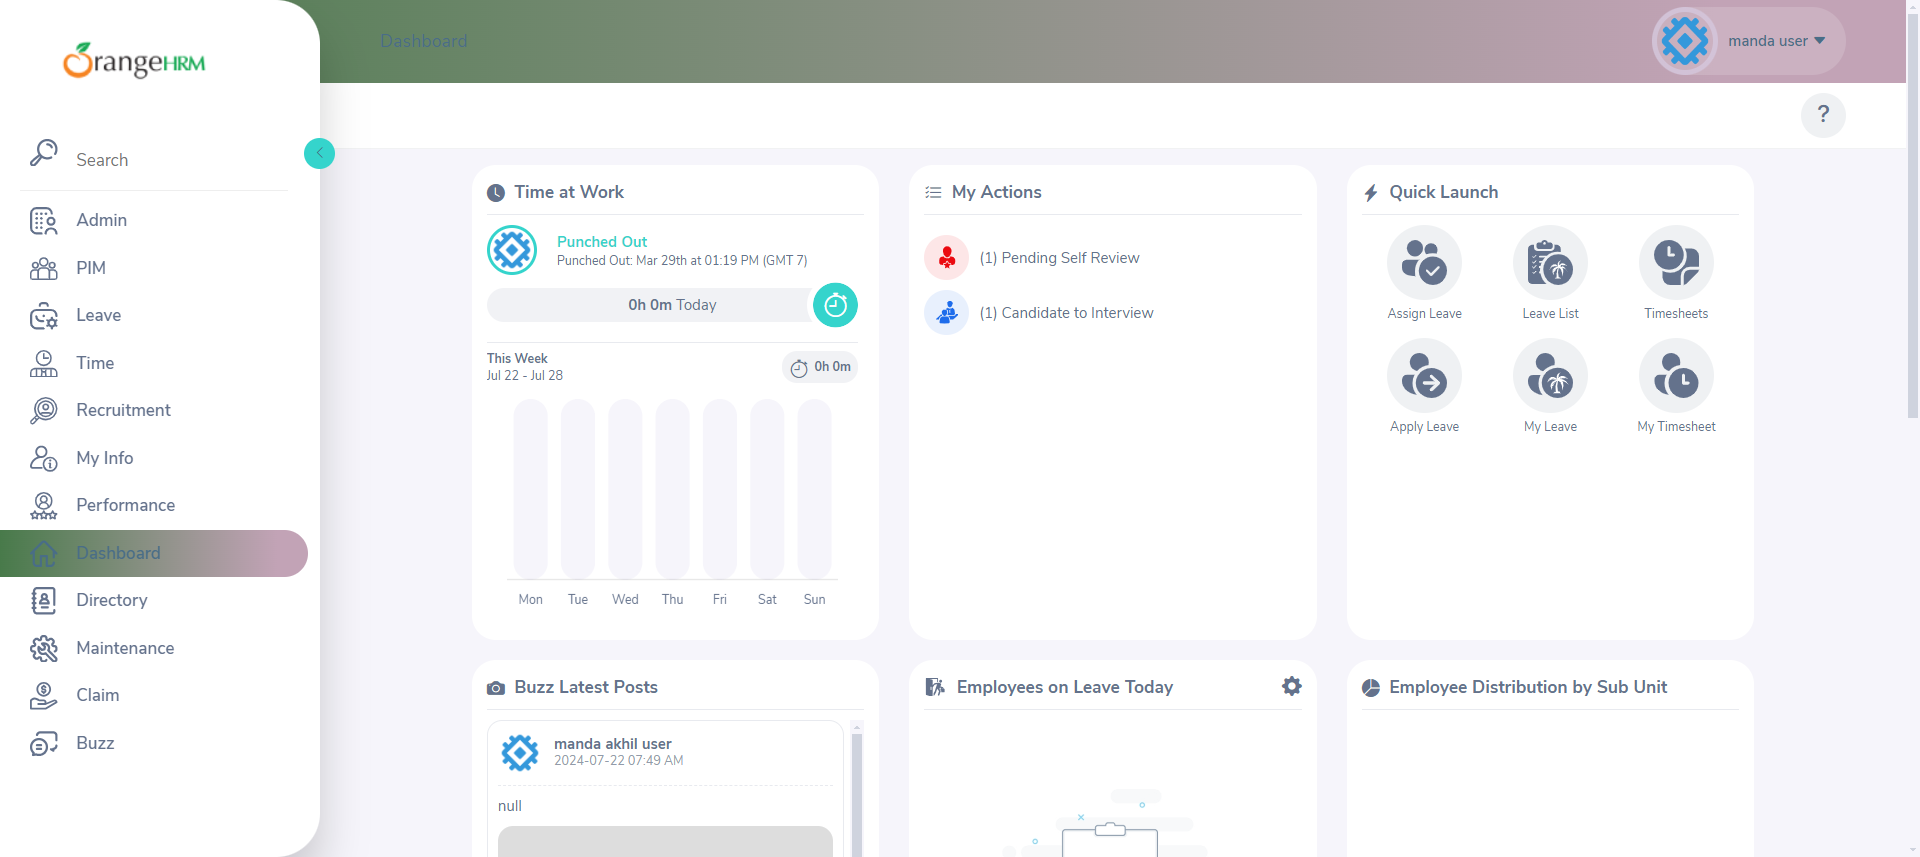 OrangeHRM
Search
Admin
PIM
Leave
Time
Recruitment
My Info
Performance
Dashboard
Directory
Maintenance
Claim
Buzz
Dashboard
manda user
?
Time at Work
Punched Out
Punched Out: Mar 29th at 01:19 PM (GMT 7)
0h 0m Today
This Week
Jul 22 - Jul 28
0h 0m
Mon Tue Wed Thu Fri Sat Sun
My Actions
(1) Pending Self Review
(1) Candidate to Interview
Quick Launch
Assign Leave
Leave List
Timesheets
Apply Leave
My Leave
My Timesheet
Buzz Latest Posts
manda akhil user
2024-07-22 07:49 AM
null
Employees on Leave Today
Employee Distribution by Sub Unit